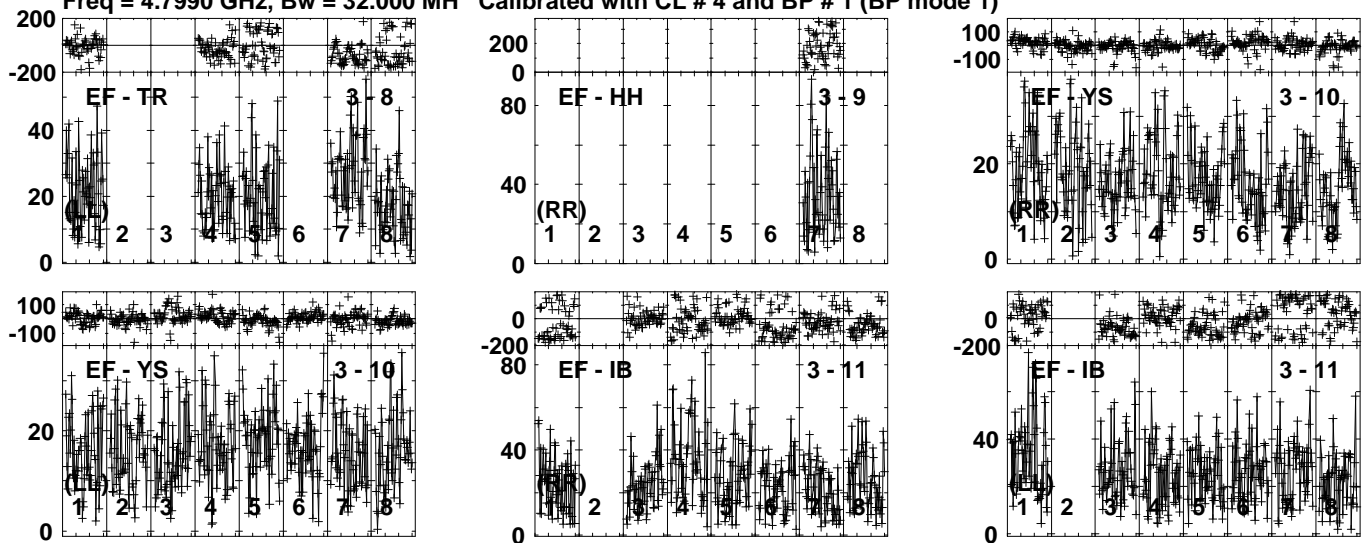 Freq = 4.7990 GHz, Bw = 32.000 MH Calibrated with CL # 4 and BP # 1 (BP mode 1)
200
-200
EF - TR 3 - 8
40
20
0
(LL)
1 2 3 4 5 6 7 8
200
0
EF - HH 3 - 9
80
40
0
(RR)
1 2 3 4 5 6 7 8
100
-100
EF - YS 3 - 10
20
0
(RR)
1 2 3 4 5 6 7 8
100
-100
EF - YS 3 - 10
20
0
(LL)
1 2 3 4 5 6 7 8
0
-200
EF - IB 3 - 11
80
40
0
(RR)
1 2 3 4 5 6 7 8
0
-200
EF - IB 3 - 11
40
0
(LL)
1 2 3 4 5 6 7 8